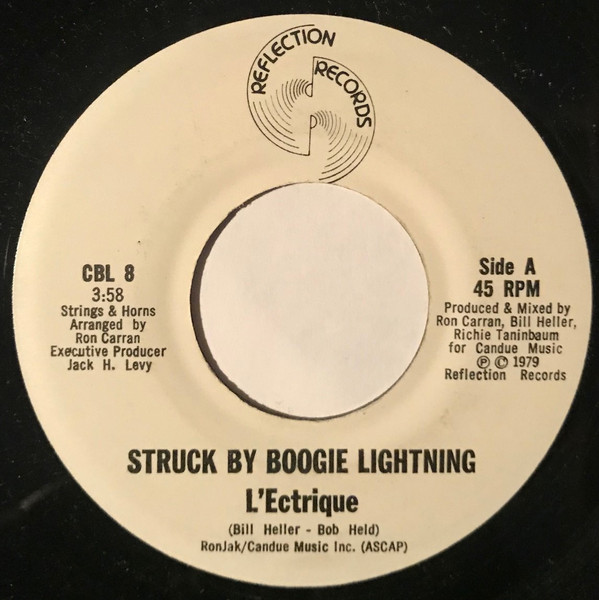 REFLECTION
RECORDS
CBL 8
3:58
Strings & Horns
Arranged by
Ron Carran
Executive Producer
Jack H. Levy
Side A
45 RPM
Produced & Mixed by
Ron Carran, Bill Heller,
Richie Taninbaum
for Candue Music
℗ © 1979
Reflection Records
STRUCK BY BOOGIE LIGHTNING
L'Ectrique
(Bill Heller - Bob Held)
RonJak/Candue Music Inc. (ASCAP)